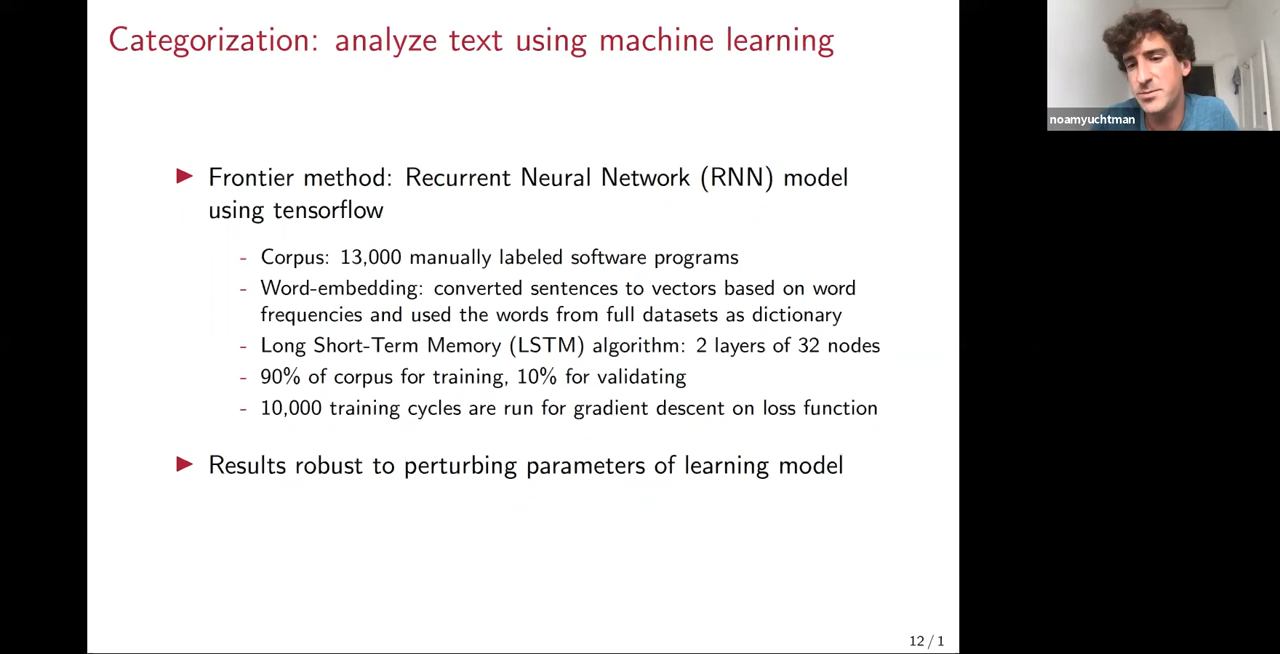 Categorization: analyze text using machine learning
noamyuchtman
▶ Frontier method: Recurrent Neural Network (RNN) model
using tensorflow
- Corpus: 13,000 manually labeled software programs
- Word-embedding: converted sentences to vectors based on word
frequencies and used the words from full datasets as dictionary
- Long Short-Term Memory (LSTM) algorithm: 2 layers of 32 nodes
- 90% of corpus for training, 10% for validating
- 10,000 training cycles are run for gradient descent on loss function
▶ Results robust to perturbing parameters of learning model
12 / 1